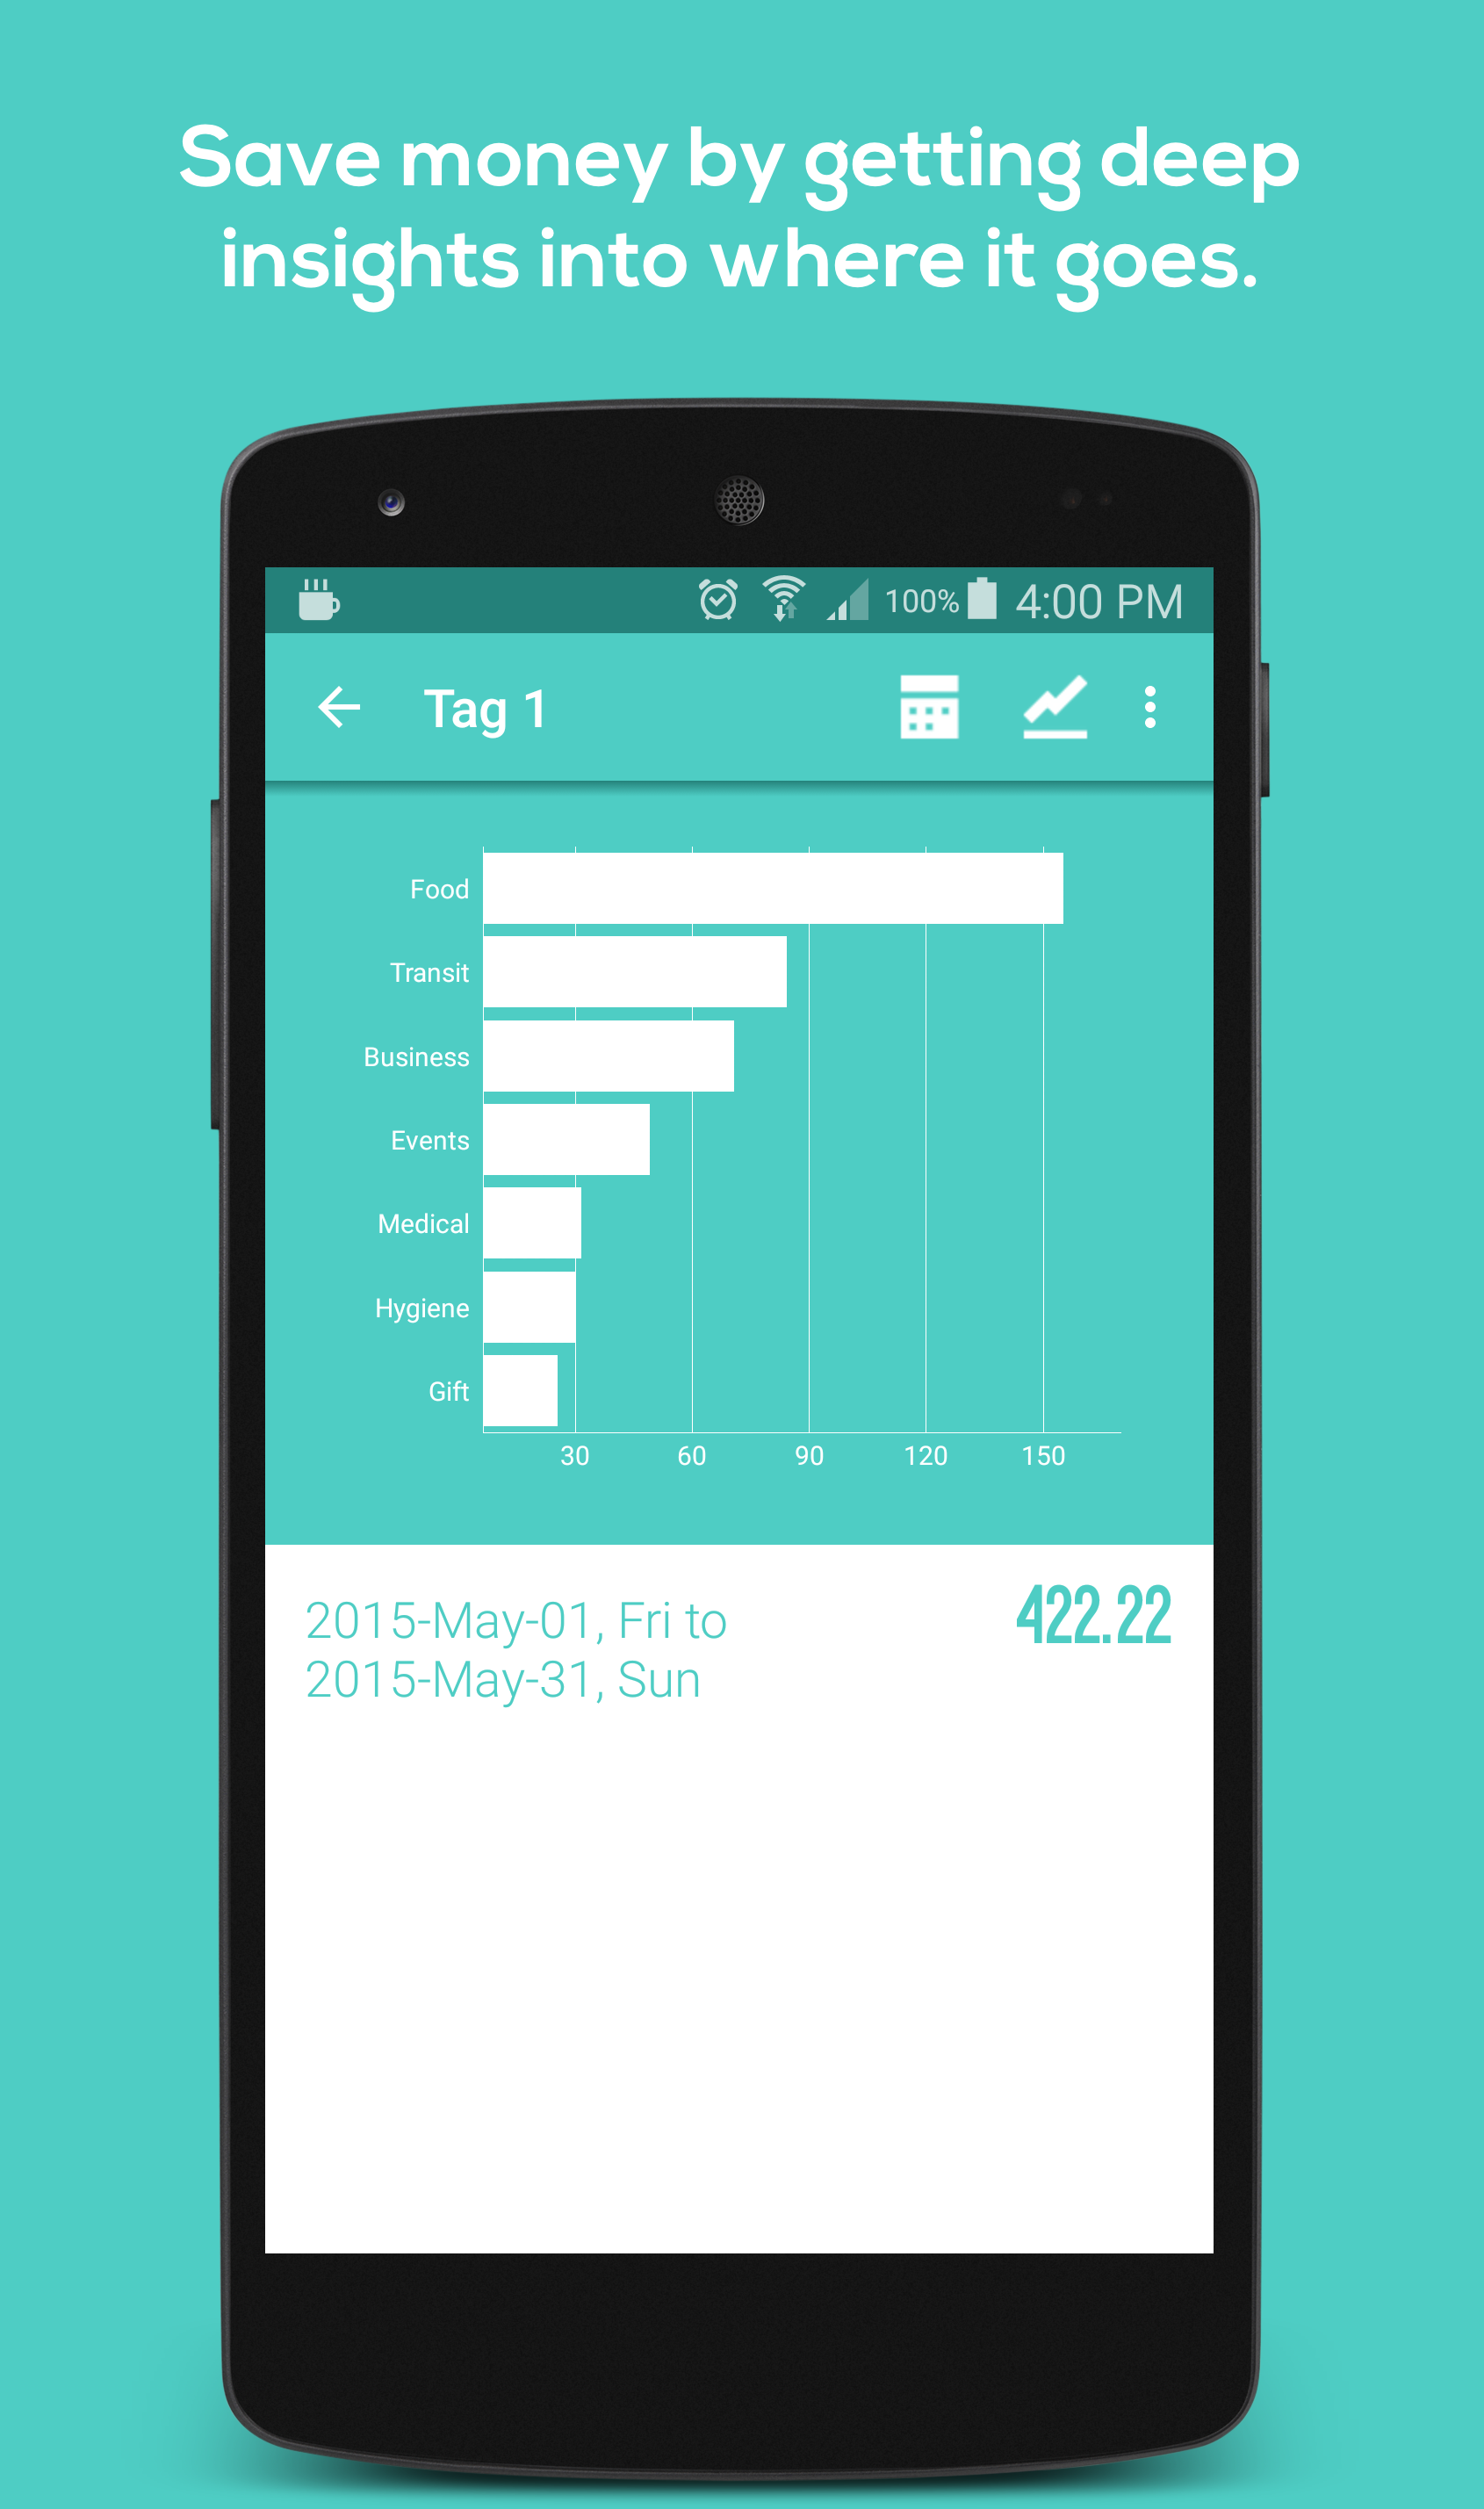 Save money by getting deep
insights into where it goes.
100% 4:00 PM
Tag 1
Food
Transit
Business
Events
Medical
Hygiene
Gift
30 60 90 120 150
2015-May-01, Fri to
2015-May-31, Sun
422.22